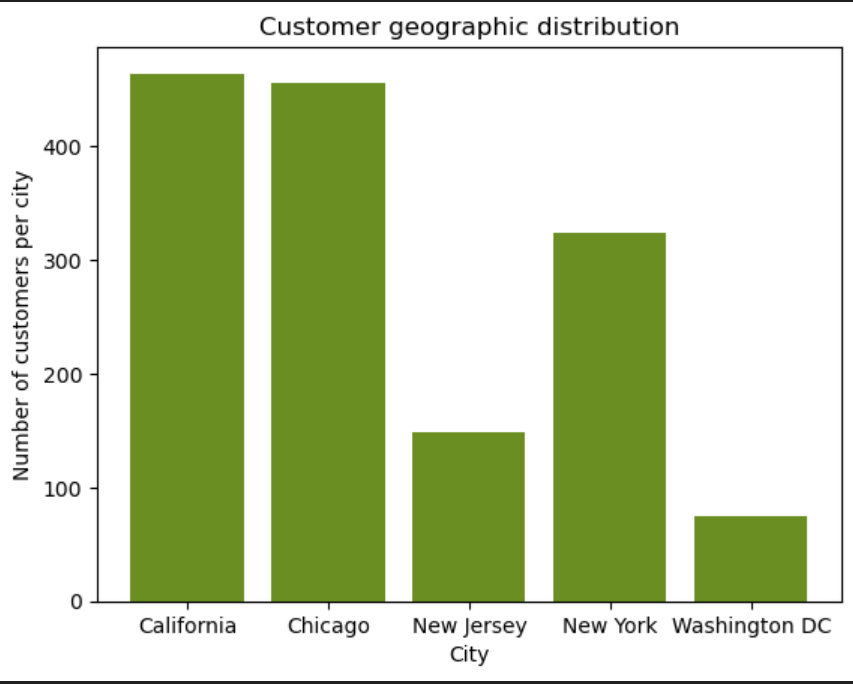 Customer geographic distribution
Number of customers per city
400
300
200
100
0
California Chicago New Jersey New York Washington DC
City